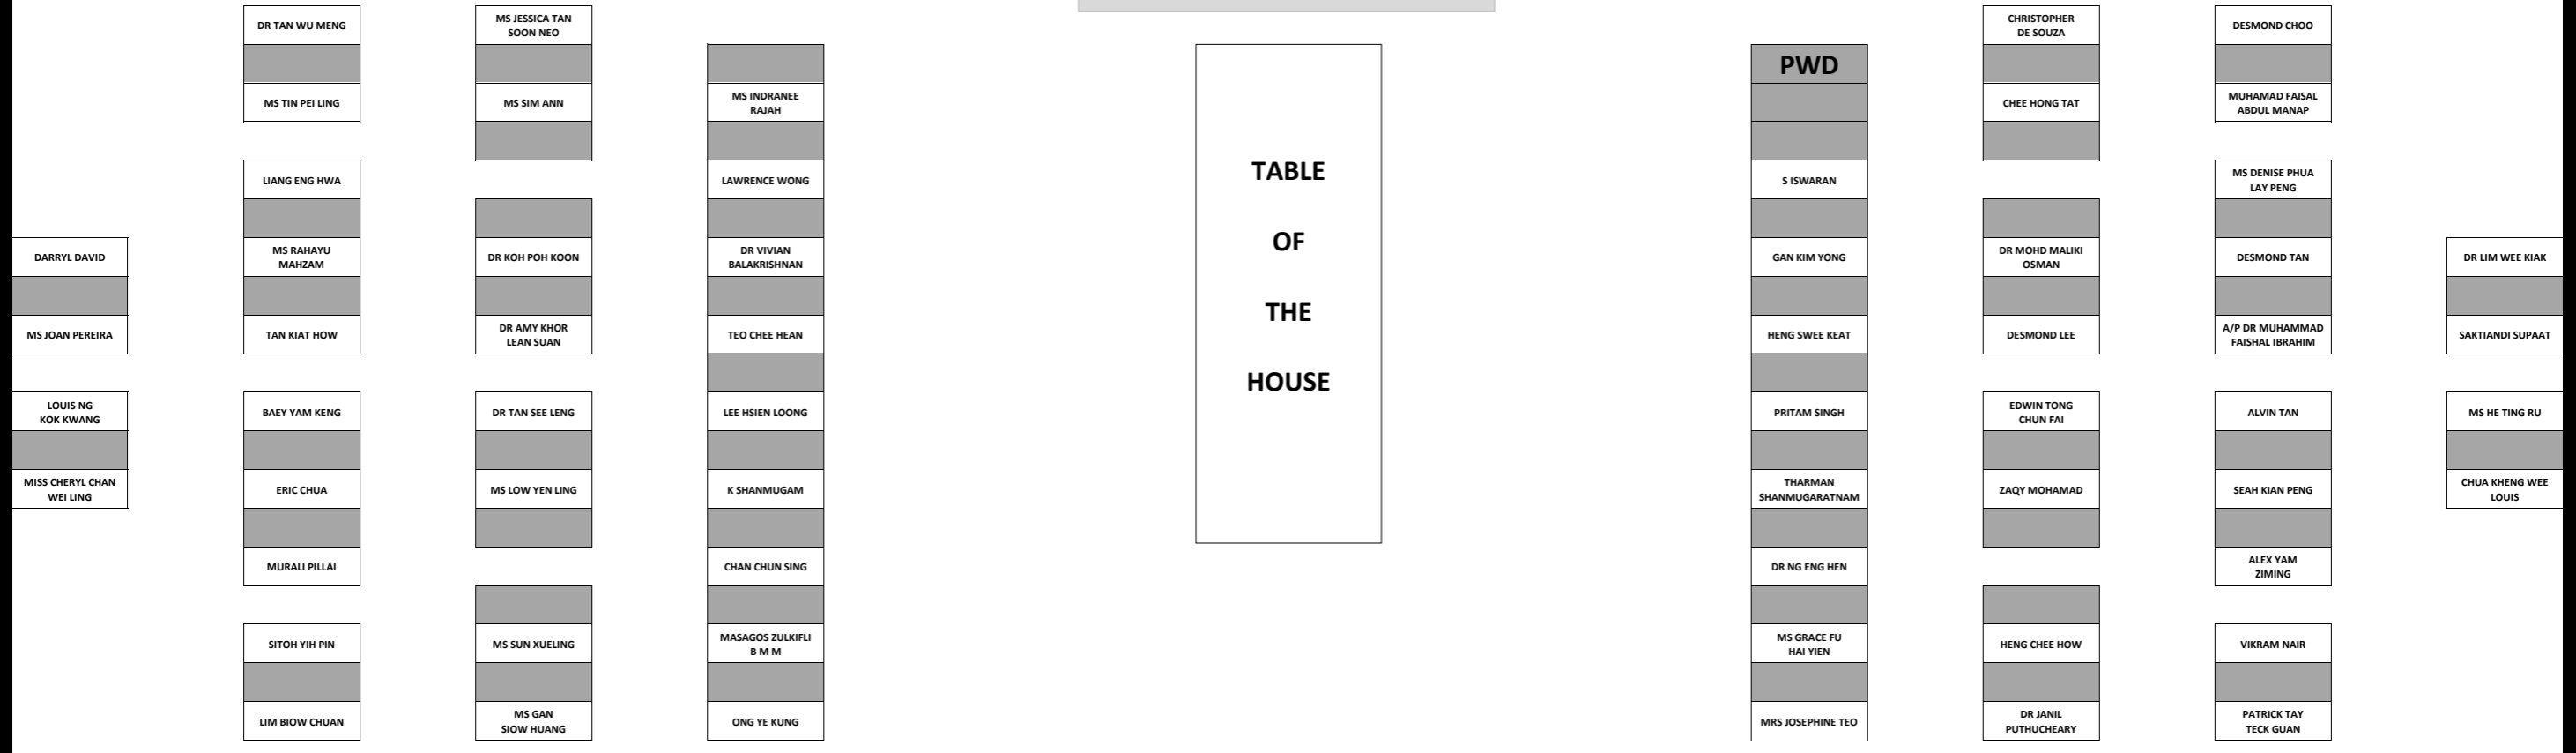 DR TAN WU MENG
MS JESSICA TAN
SOON NEO
CHRISTOPHER
DE SOUZA
DESMOND CHOO
PWD
MS TIN PEI LING
MS SIM ANN
MS INDRANEE
RAJAH
CHEE HONG TAT
MUHAMAD FAISAL
ABDUL MANAP
LIANG ENG HWA
LAWRENCE WONG
TABLE
OF
THE
HOUSE
S ISWARAN
MS DENISE PHUA
LAY PENG
DARRYL DAVID
MS RAHAYU
MAHZAM
DR KOH POH KOON
DR VIVIAN
BALAKRISHNAN
GAN KIM YONG
DR MOHD MALIKI
OSMAN
DESMOND TAN
DR LIM WEE KIAK
MS JOAN PEREIRA
TAN KIAT HOW
DR AMY KHOR
LEAN SUAN
TEO CHEE HEAN
HENG SWEE KEAT
DESMOND LEE
A/P DR MUHAMMAD
FAISHAL IBRAHIM
SAKTIANDI SUPAAT
LOUIS NG
KOK KWANG
BAEY YAM KENG
DR TAN SEE LENG
LEE HSIEN LOONG
PRITAM SINGH
EDWIN TONG
CHUN FAI
ALVIN TAN
MS HE TING RU
MISS CHERYL CHAN
WEI LING
ERIC CHUA
MS LOW YEN LING
K SHANMUGAM
THARMAN
SHANMUGARATNAM
ZAQY MOHAMAD
SEAH KIAN PENG
CHUA KHENG WEE
LOUIS
MURALI PILLAI
CHAN CHUN SING
DR NG ENG HEN
ALEX YAM
ZIMING
SITOH YIH PIN
MS SUN XUELING
MASAGOS ZULKIFLI
B M M
MS GRACE FU
HAI YIEN
HENG CHEE HOW
VIKRAM NAIR
LIM BIOW CHUAN
MS GAN
SIOW HUANG
ONG YE KUNG
MRS JOSEPHINE TEO
DR JANIL
PUTHUCHEARY
PATRICK TAY
TECK GUAN